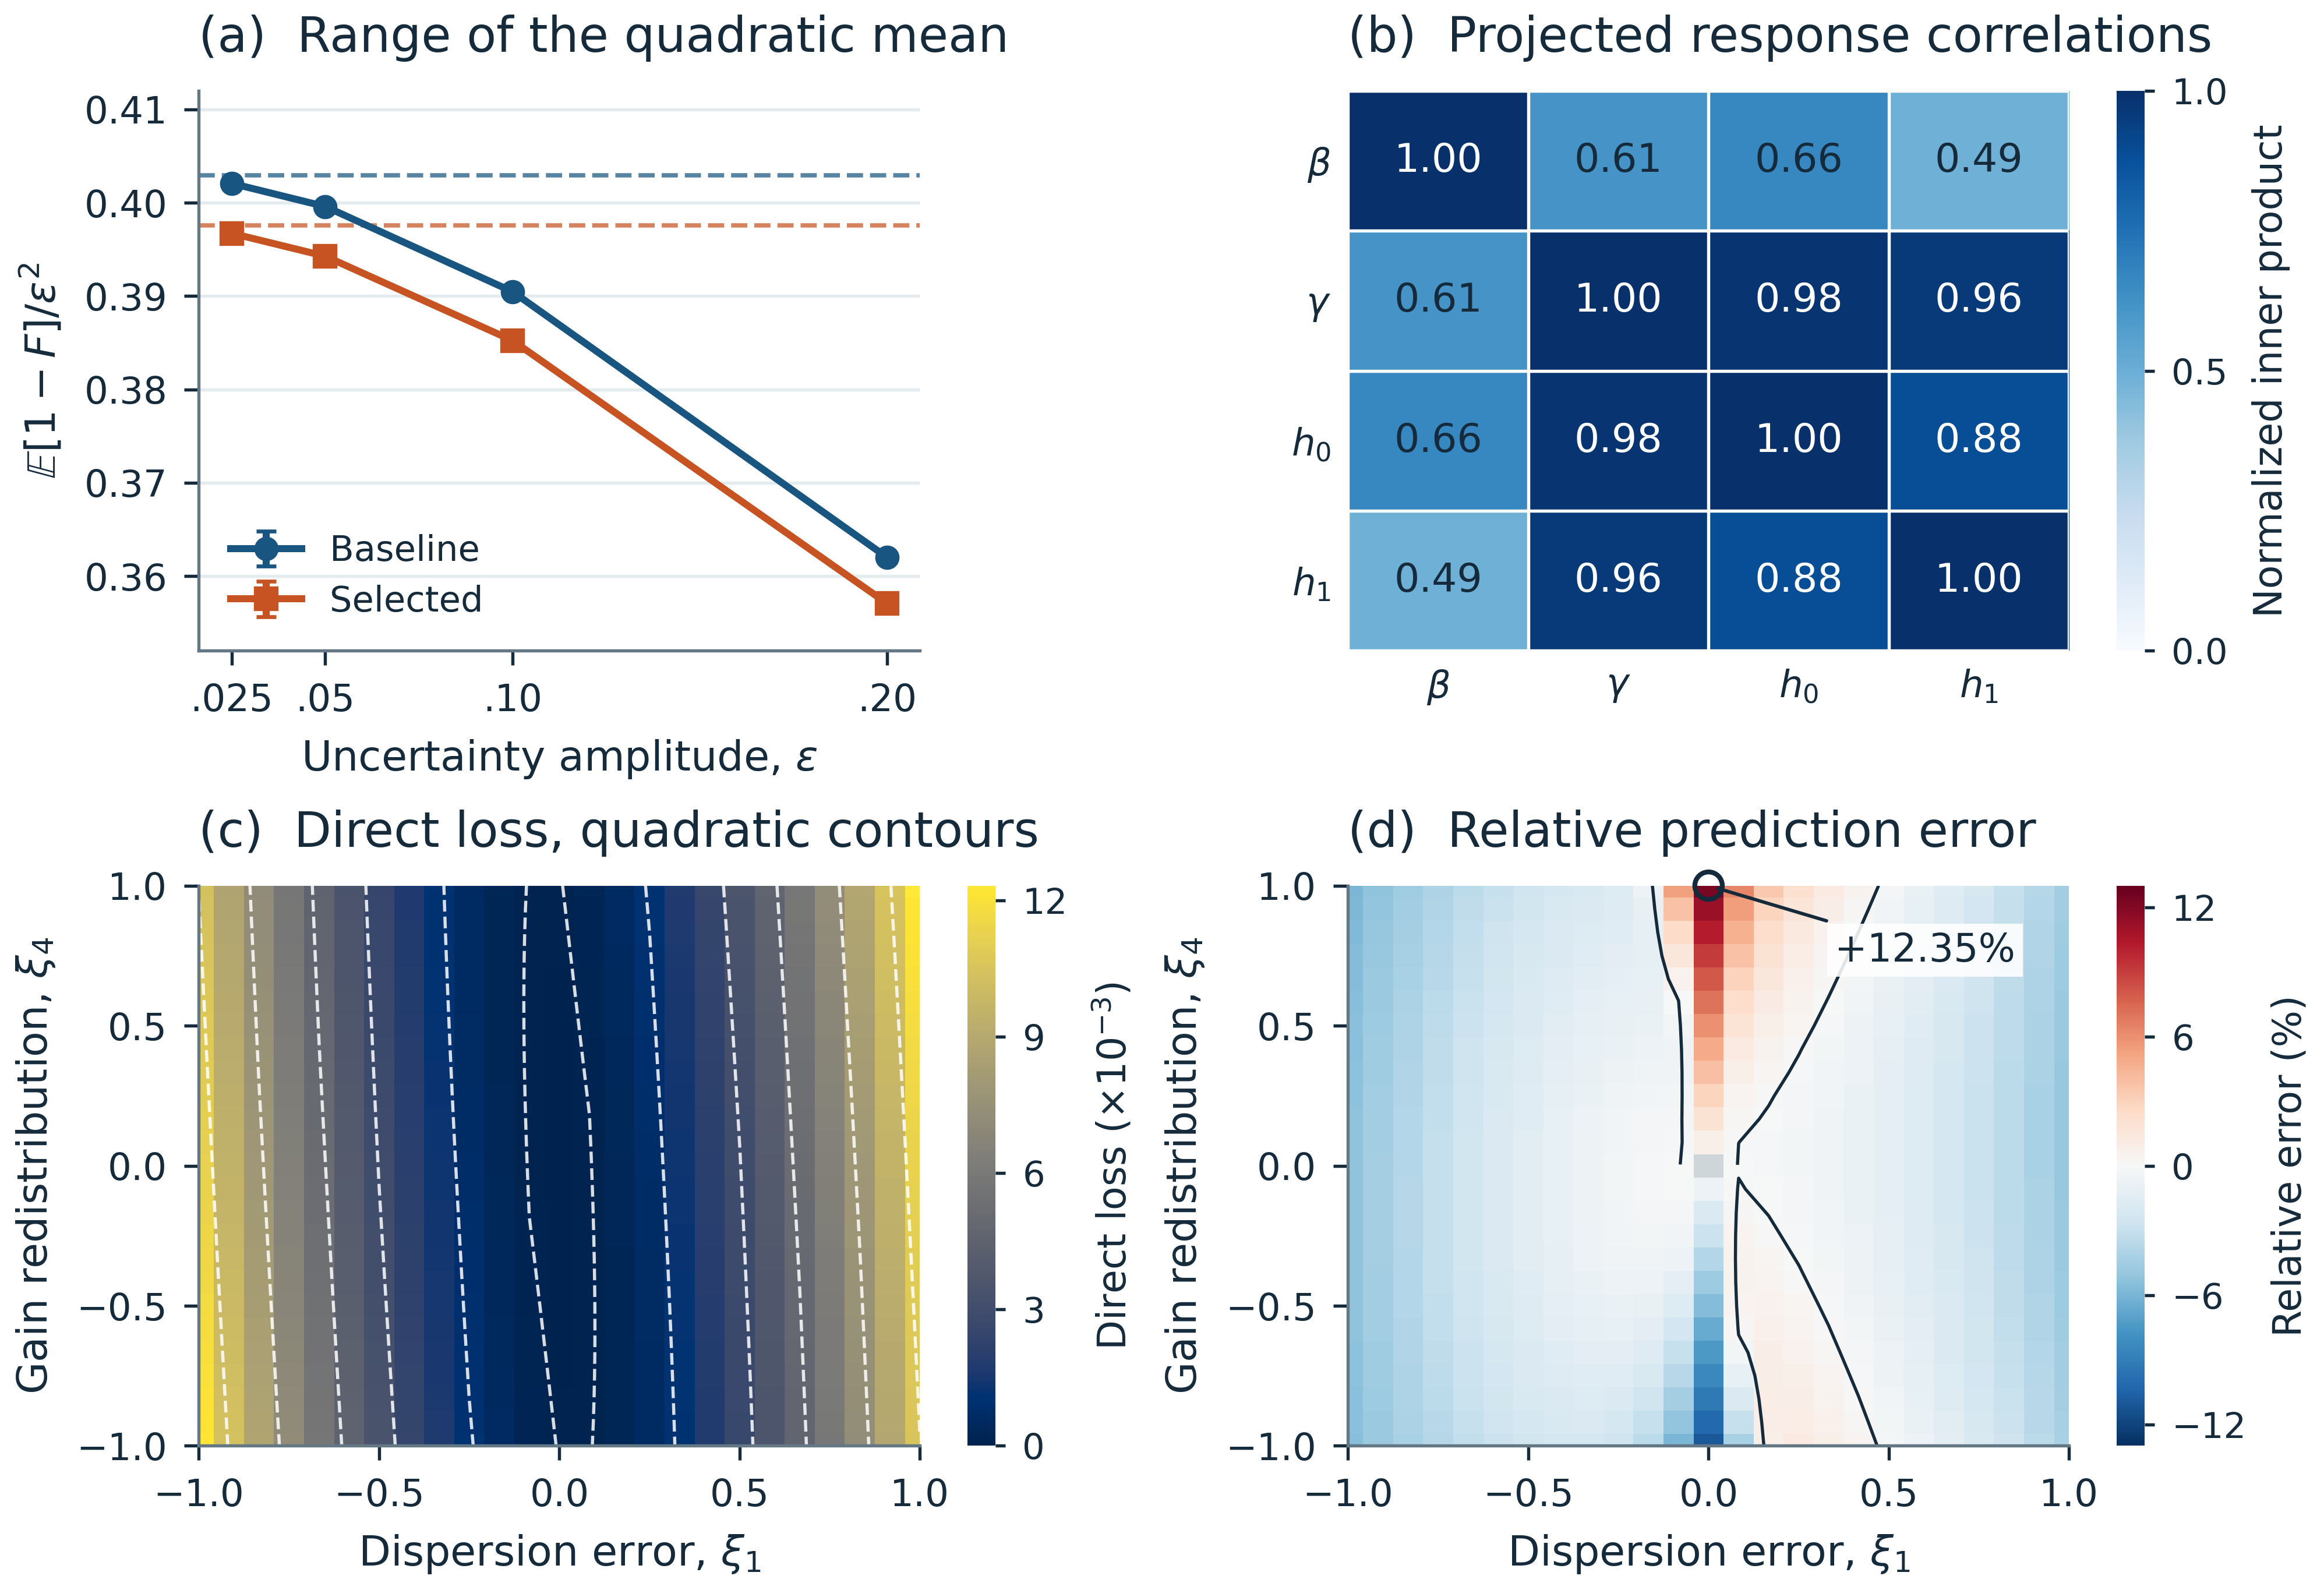 (a) Range of the quadratic mean
0.41
0.40
0.39
0.38
0.37
0.36
𝔼[1 − F]/ε²
Baseline
Selected
.025 .05 .10 .20
Uncertainty amplitude, ε
(b) Projected response correlations
β 1.00 0.61 0.66 0.49
γ 0.61 1.00 0.98 0.96
h₀ 0.66 0.98 1.00 0.88
h₁ 0.49 0.96 0.88 1.00
β γ h₀ h₁
1.0
0.5
0.0
Normalized inner product
(c) Direct loss, quadratic contours
1.0
0.5
0.0
−0.5
−1.0
Gain redistribution, ξ₄
−1.0 −0.5 0.0 0.5 1.0
Dispersion error, ξ₁
12
9
6
3
0
Direct loss (×10⁻³)
(d) Relative prediction error
1.0
0.5
0.0
−0.5
−1.0
Gain redistribution, ξ₄
+12.35%
−1.0 −0.5 0.0 0.5 1.0
Dispersion error, ξ₁
12
6
0
−6
−12
Relative error (%)